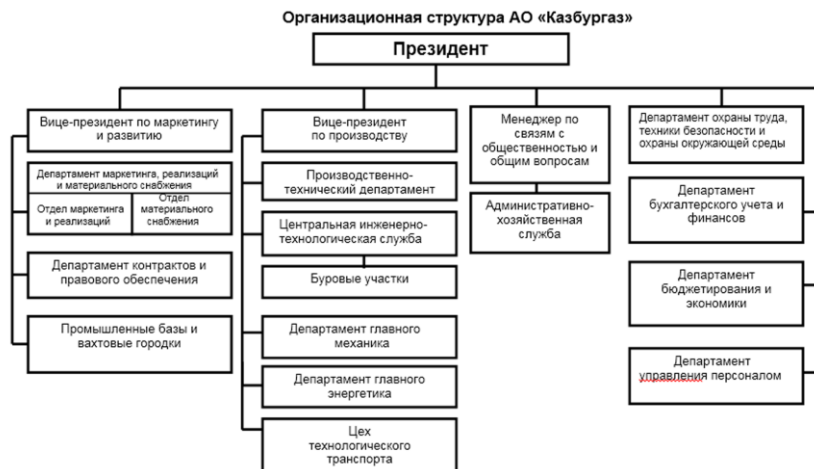 Организационная структура АО «Казбургаз»
Президент
Вице-президент по маркетингу
и развитию
Департамент маркетинга, реализаций
и материального снабжения
Отдел маркетинга
и реализаций
Отдел
материального
снабжения
Департамент контрактов и
правового обеспечения
Промышленные базы и
вахтовые городки
Вице-президент
по производству
Производственно-
технический департамент
Центральная инженерно-
технологическая служба
Буровые участки
Департамент главного
механика
Департамент главного
энергетика
Цех
технологического
транспорта
Менеджер по
связям с
общественностью и
общим вопросам
Административно-
хозяйственная
служба
Департамент охраны труда,
техники безопасности и
охраны окружающей среды
Департамент
бухгалтерского учета и
финансов
Департамент
бюджетирования и
экономики
Департамент
управления персоналом